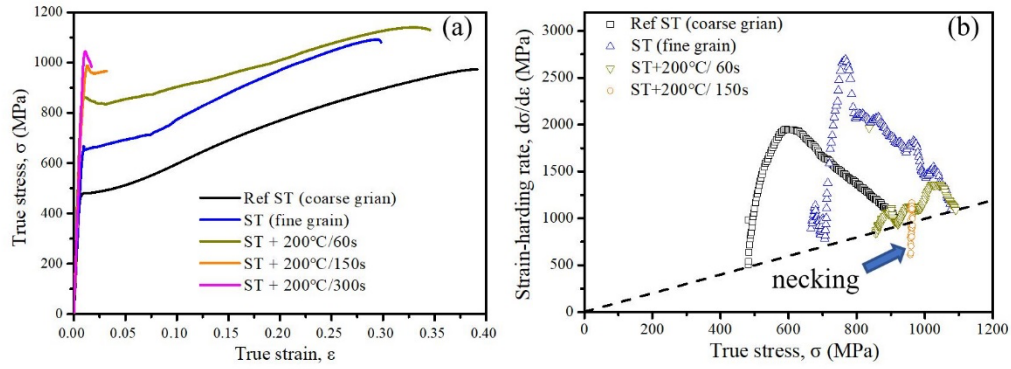 (a)
1200
1000
800
600
400
200
0
True stress, σ (MPa)
Ref ST (coarse grian)
ST (fine grain)
ST + 200°C/60s
ST + 200°C/150s
ST + 200°C/300s
0.00 0.05 0.10 0.15 0.20 0.25 0.30 0.35 0.40
True strain, ε
(b)
3000
2500
2000
1500
1000
500
0
Strain-harding rate, dσ/dε (MPa)
Ref ST (coarse grian)
ST (fine grain)
ST+200°C/ 60s
ST+200°C/ 150s
necking
0 200 400 600 800 1000 1200
True stress, σ (MPa)